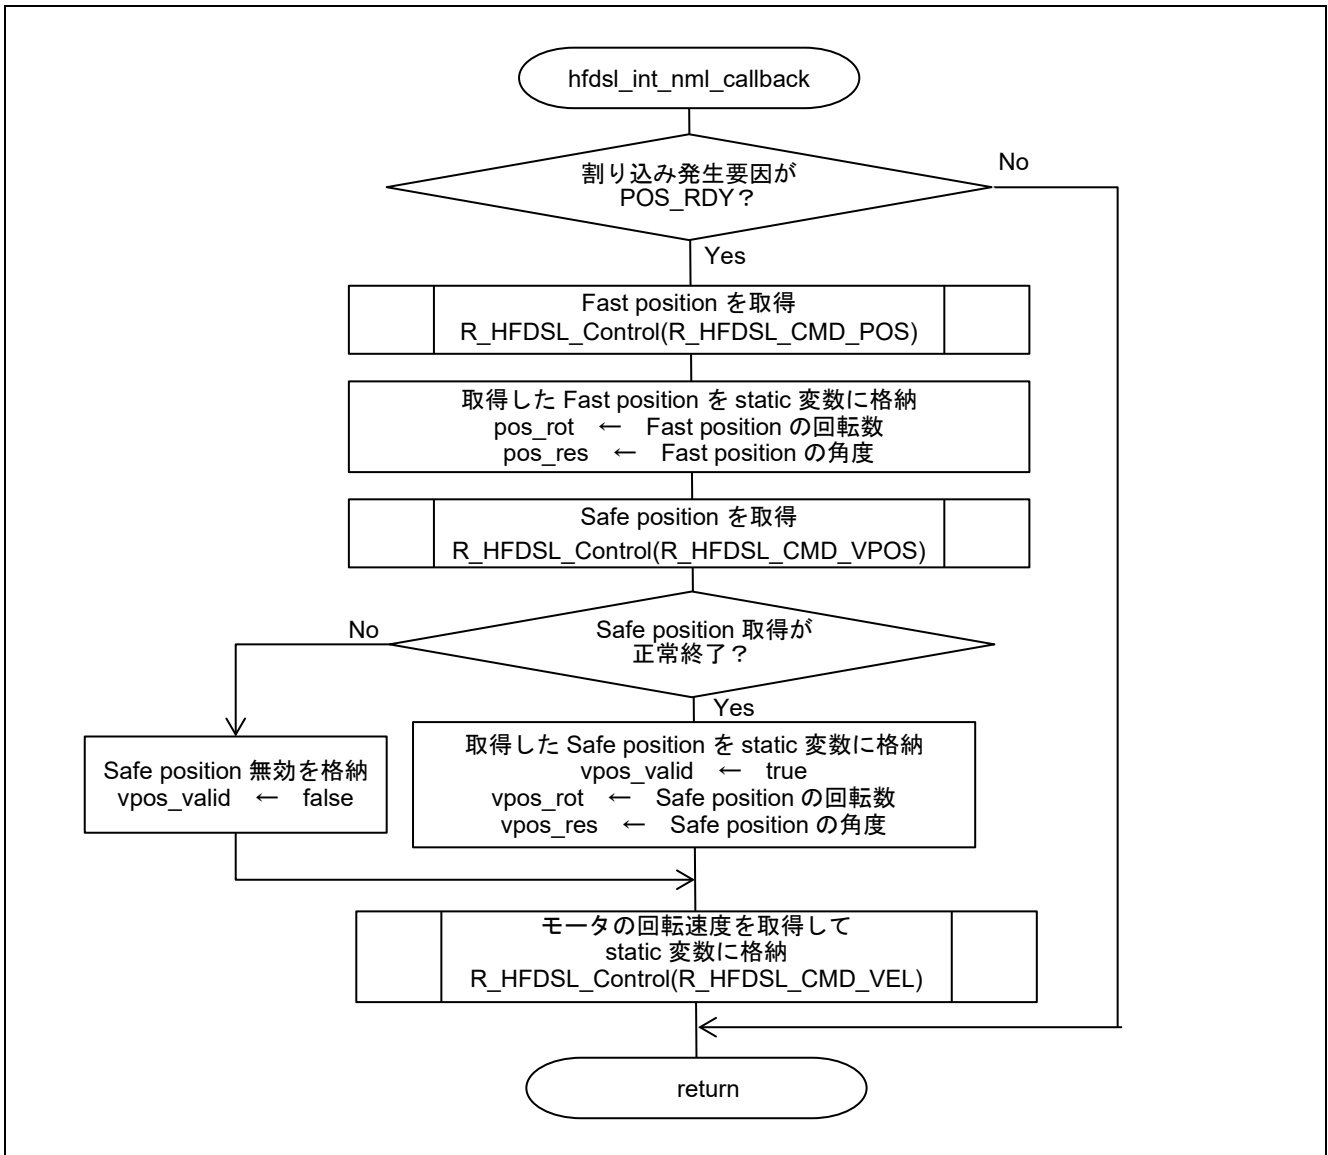 hfdsl_int_nml_callback
割り込み発生要因が
POS_RDY？
No
Yes
Fast position を取得
R_HFDSL_Control(R_HFDSL_CMD_POS)
取得した Fast position を static 変数に格納
pos_rot ← Fast position の回転数
pos_res ← Fast position の角度
Safe position を取得
R_HFDSL_Control(R_HFDSL_CMD_VPOS)
Safe position 取得が
正常終了？
No
Yes
Safe position 無効を格納
vpos_valid ← false
取得した Safe position を static 変数に格納
vpos_valid ← true
vpos_rot ← Safe position の回転数
vpos_res ← Safe position の角度
モータの回転速度を取得して
static 変数に格納
R_HFDSL_Control(R_HFDSL_CMD_VEL)
return